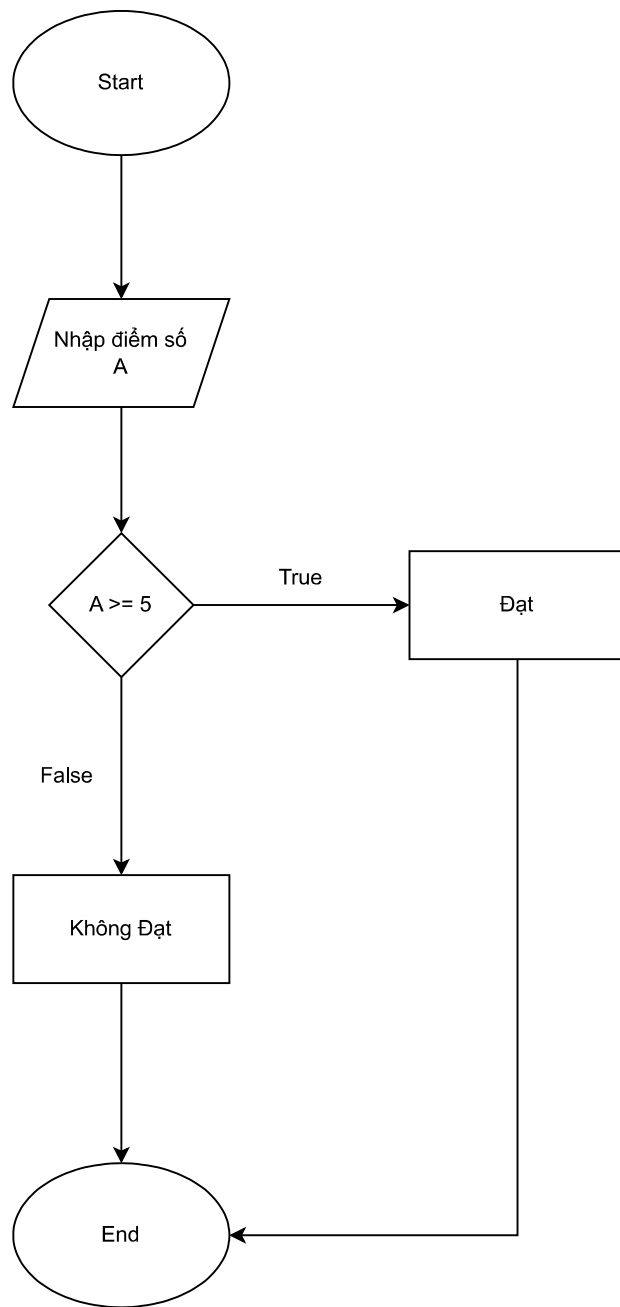 Start
Nhập điểm số
A
A >= 5
True
Đạt
False
Không Đạt
End